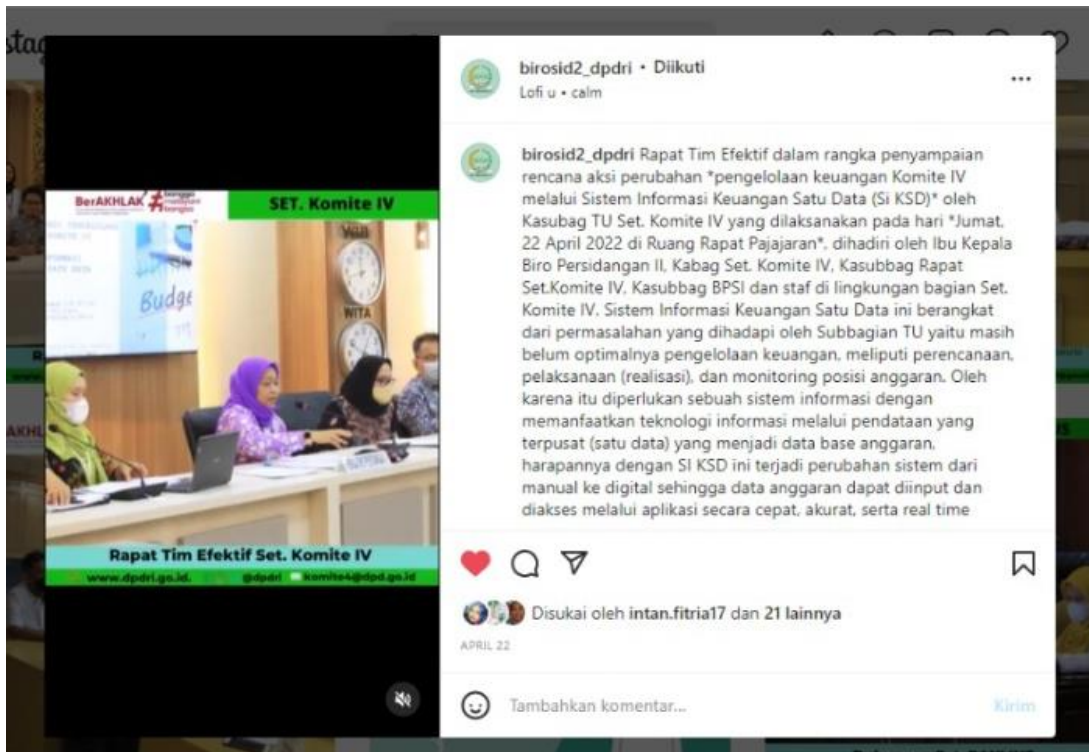 stag
BerAKHLAK
#bangga
melayani
bangsa
SET. Komite IV
Budge
WIB
WITA
Rapat Tim Efektif Set. Komite IV
www.dpdri.go.id.
@dpdri
komite4@dpd.go.id
birosid2_dpdri • Diikuti
Lofi u • calm
birosid2_dpdri Rapat Tim Efektif dalam rangka penyampaian
rencana aksi perubahan *pengelolaan keuangan Komite IV
melalui Sistem Informasi Keuangan Satu Data (Si KSD)* oleh
Kasubag TU Set. Komite IV yang dilaksanakan pada hari *Jumat,
22 April 2022 di Ruang Rapat Pajajaran*, dihadiri oleh Ibu Kepala
Biro Persidangan II, Kabag Set. Komite IV, Kasubbag Rapat
Set.Komite IV, Kasubbag BPSI dan staf di lingkungan bagian Set.
Komite IV. Sistem Informasi Keuangan Satu Data ini berangkat
dari permasalahan yang dihadapi oleh Subbagian TU yaitu masih
belum optimalnya pengelolaan keuangan, meliputi perencanaan,
pelaksanaan (realisasi), dan monitoring posisi anggaran. Oleh
karena itu diperlukan sebuah sistem informasi dengan
memanfaatkan teknologi informasi melalui pendataan yang
terpusat (satu data) yang menjadi data base anggaran,
harapannya dengan SI KSD ini terjadi perubahan sistem dari
manual ke digital sehingga data anggaran dapat diinput dan
diakses melalui aplikasi secara cepat, akurat, serta real time
Disukai oleh intan.fitria17 dan 21 lainnya
APRIL 22
Tambahkan komentar...
Kirim